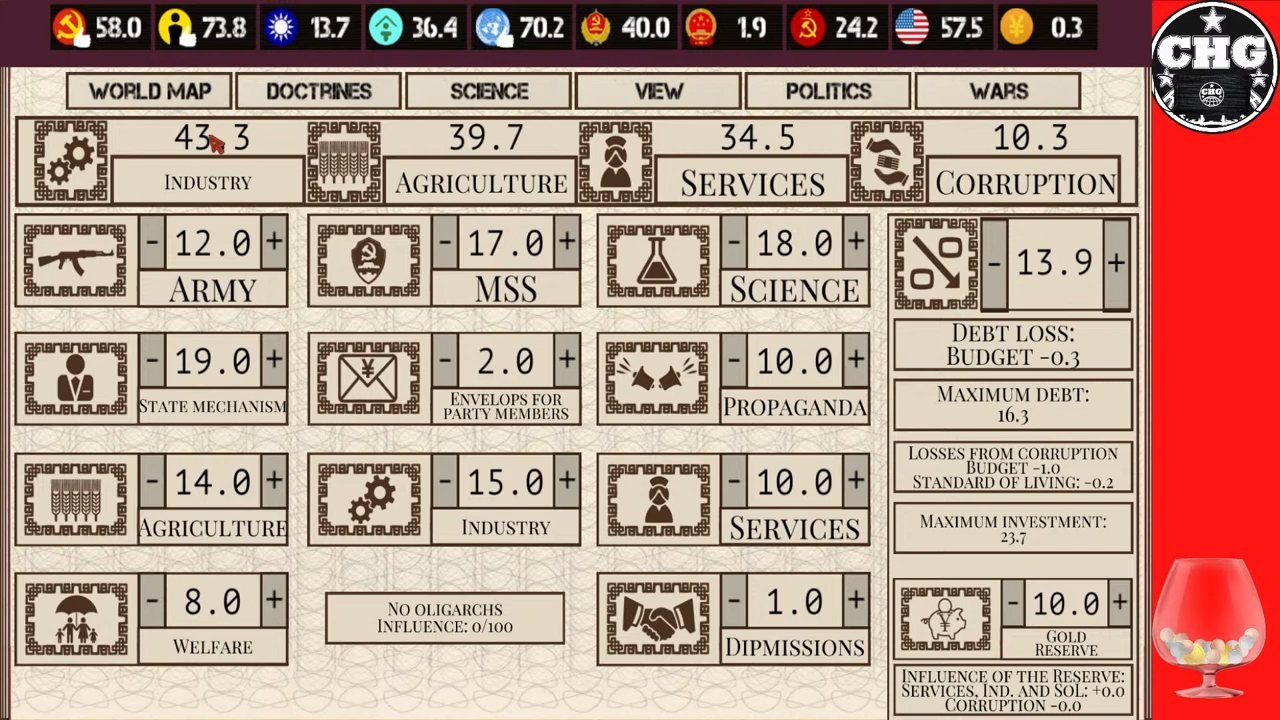 58.0 73.8 13.7 36.4 70.2 40.0 1.9 24.2 57.5 0.3
CHG
CHG
WORLD MAP DOCTRINES SCIENCE VIEW POLITICS WARS
43.3 39.7 34.5 10.3
INDUSTRY AGRICULTURE SERVICES CORRUPTION
- 12.0 + - 17.0 + - 18.0 + - 13.9 +
ARMY MSS SCIENCE
DEBT LOSS:
BUDGET -0.3
- 19.0 + - 2.0 + - 10.0 +
STATE MECHANISM ENVELOPS FOR
PARTY MEMBERS PROPAGANDA
MAXIMUM DEBT:
16.3
LOSSES FROM CORRUPTION
BUDGET -1.0
STANDARD OF LIVING: -0.2
- 14.0 + - 15.0 + - 10.0 +
AGRICULTURE INDUSTRY SERVICES
MAXIMUM INVESTMENT:
23.7
- 8.0 + - 1.0 + - 10.0 +
WELFARE
NO OLIGARCHS
INFLUENCE: 0/100
DIPMISSIONS
GOLD
RESERVE
INFLUENCE OF THE RESERVE:
SERVICES, IND. AND SOL: +0.0
CORRUPTION -0.0